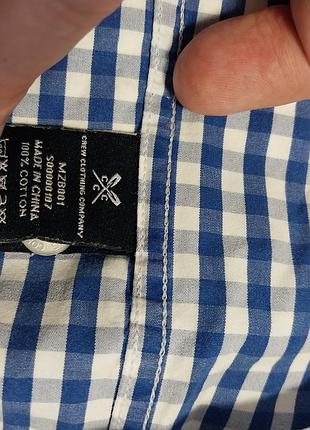 C C
C
CREW CLOTHING COMPANY
MZB001
S00000107
MADE IN CHINA
100% COTTON